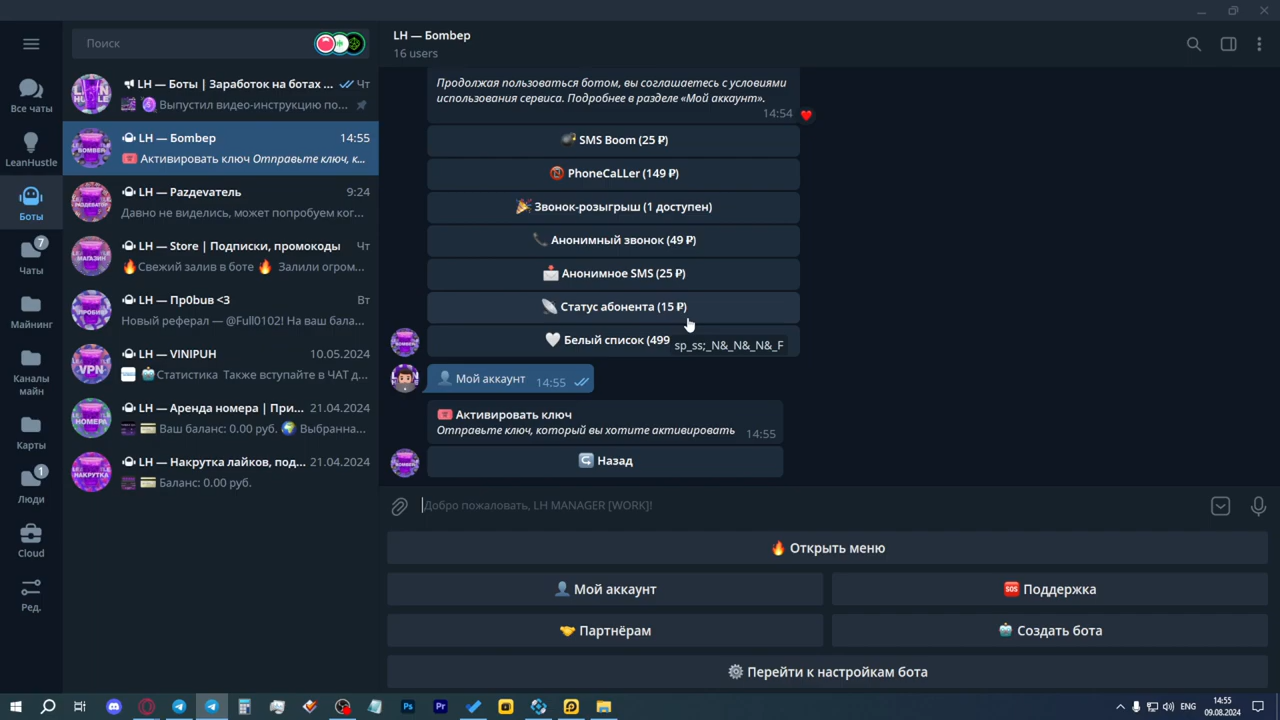 Поиск
LH — Боты | Заработок на ботах ...
Чт
Выпустил видео-инструкцию по...
LH — Бomber
14:55
Активировать ключ Отправьте ключ, к...
LH — Раzдеvатель
9:24
Давно не виделись, может попробуем ког...
LH — Store | Подписки, промокоды
Чт
🔥Свежий залив в боте 🔥 Залили огром...
LH — Пр0buв <3
Вт
Новый реферал — @Full0102! На ваш бала...
LH — VINIPUH
10.05.2024
Статистика Также вступайте в ЧАТ д...
LH — Аренда номера | При...
21.04.2024
Ваш баланс: 0.00 руб. 🌍 Выбранна...
LH — Накрутка лайков, под...
21.04.2024
Баланс: 0.00 руб.
Все чаты
LeanHustle
Боты
7
Чаты
Майнинг
Каналы
майн
Карты
1
Люди
Cloud
Ред.
LH — Бomber
16 users
Продолжая пользоваться ботом, вы соглашаетесь с условиями
использования сервиса. Подробнее в разделе «Мой аккаунт».
14:54
💣 SMS Boom (25 ₽)
PhoneCaLLer (149 ₽)
🎉 Звонок-розыгрыш (1 доступен)
📞 Анонимный звонок (49 ₽)
📩 Анонимное SMS (25 ₽)
📡 Статус абонента (15 ₽)
🤍 Белый список (499
sp_ss;_N&_N&_N&_F
👤 Мой аккаунт
14:55
Активировать ключ
Отправьте ключ, который вы хотите активировать
14:55
Назад
Добро пожаловать, LH MANAGER [WORK]!
🔥 Открыть меню
👤 Мой аккаунт
🆘 Поддержка
🤝 Партнёрам
🤖 Создать бота
⚙️ Перейти к настройкам бота
ENG
14:55
09.08.2024